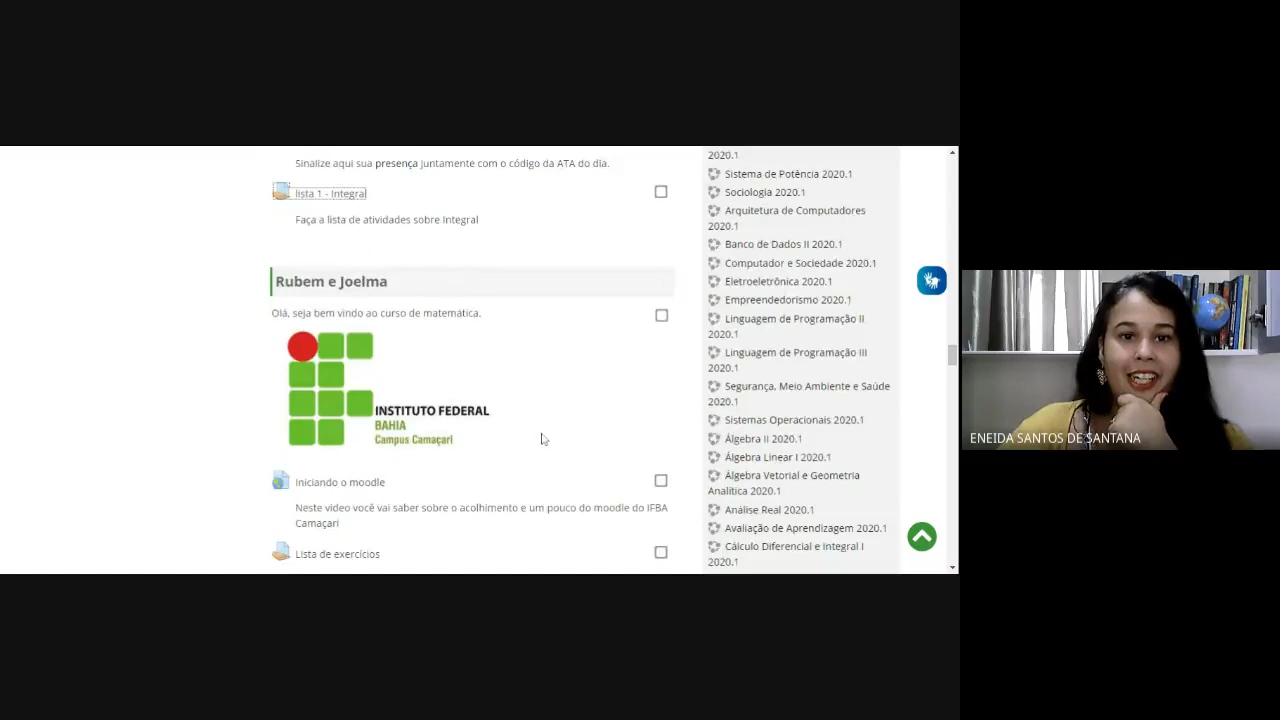 Sinalize aqui sua presença juntamente com o código da ATA do dia.
lista 1 - Integral
Faça a lista de atividades sobre Integral
Rubem e Joelma
Olá, seja bem vindo ao curso de matemática.
INSTITUTO FEDERAL
BAHIA
Campus Camaçari
Iniciando o moodle
Neste video você vai saber sobre o acolhimento e um pouco do moodle do IFBA
Camaçari
Lista de exercícios
2020.1
Sistema de Potência 2020.1
Sociologia 2020.1
Arquitetura de Computadores
2020.1
Banco de Dados II 2020.1
Computador e Sociedade 2020.1
Eletroeletrônica 2020.1
Empreendedorismo 2020.1
Linguagem de Programação II
2020.1
Linguagem de Programação III
2020.1
Segurança, Meio Ambiente e Saúde
2020.1
Sistemas Operacionais 2020.1
Álgebra II 2020.1
Álgebra Linear I 2020.1
Álgebra Vetorial e Geometria
Analítica 2020.1
Análise Real 2020.1
Avaliação de Aprendizagem 2020.1
Cálculo Diferencial e Integral I
2020.1
ENEIDA SANTOS DE SANTANA